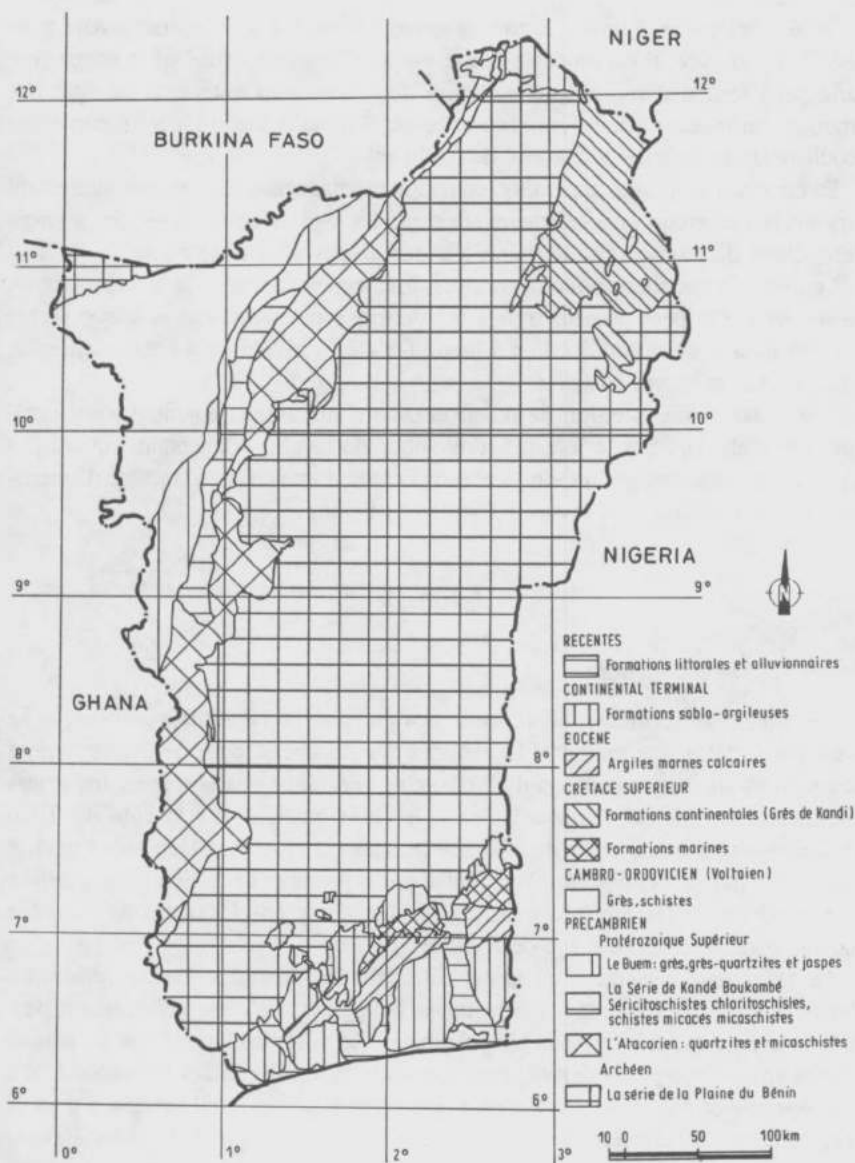 NIGER
12°
12°
BURKINA FASO
11°
11°
10°
10°
NIGERIA
9°
9°
N
GHANA
8°
8°
7°
7°
6°
6°
0°
1°
2°
3°
RECENTES
Formations littorales et alluvionnaires
CONTINENTAL TERMINAL
Formations sablo-argileuses
EOCENE
Argiles marnes calcaires
CRETACE SUPERIEUR
Formations continentales (Grès de Kandi)
Formations marines
CAMBRO-ORDOVICIEN (Voltaien)
Grès, schistes
PRECAMBRIEN
Protérozoique Supérieur
Le Buem: grès, grès-quartzites et jaspes
La Série de Kandé Boukombé
Séricitoschistes chloritoschistes,
schistes micacés micaschistes
L'Atacorien: quartzites et micaschistes
Archéen
La série de la Plaine du Bénin
10 0 50 100km